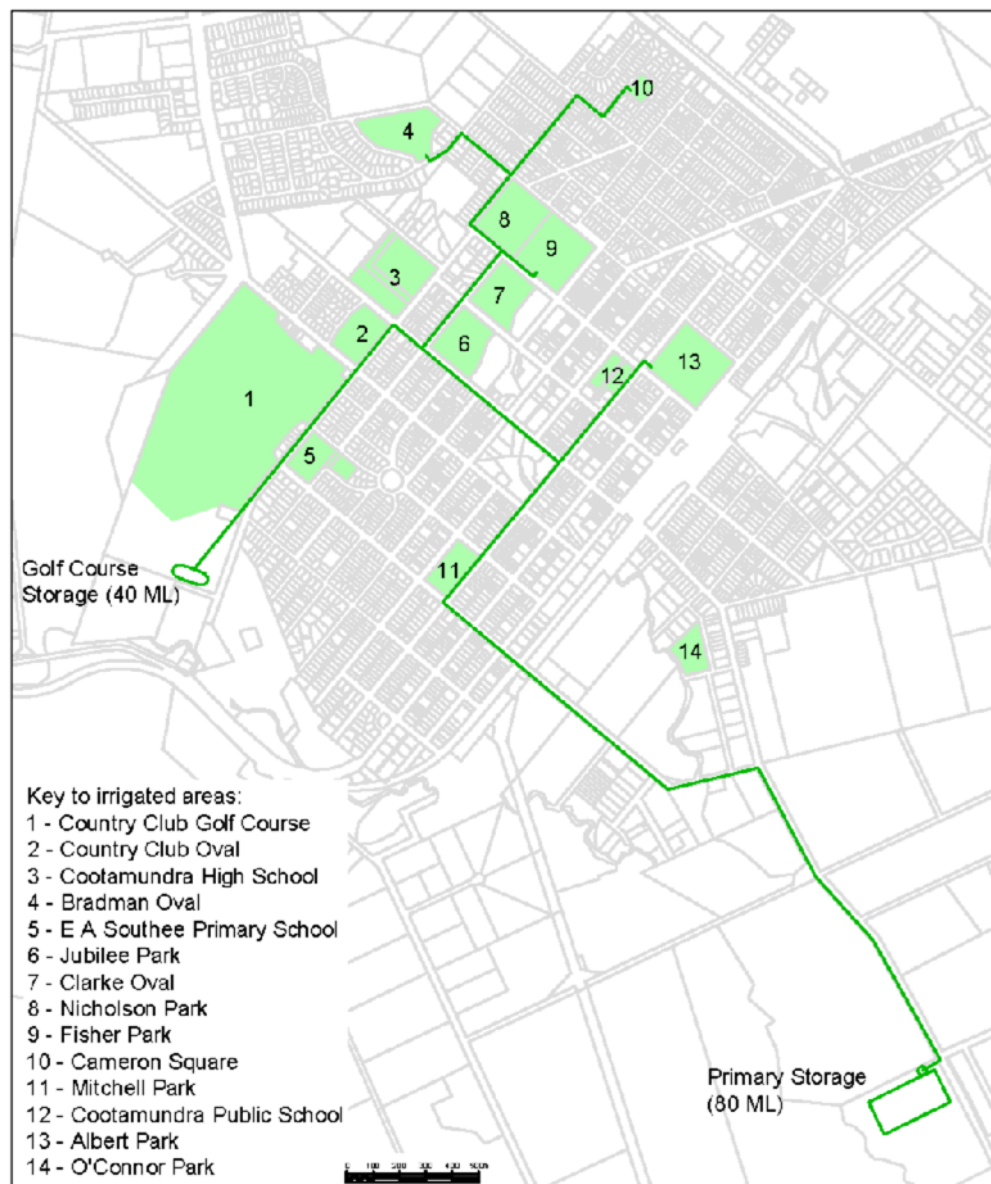 10
4
8
9
3
7
2
6
13
12
1
5
11
Golf Course
Storage (40 ML)
14
Key to irrigated areas:
1 - Country Club Golf Course
2 - Country Club Oval
3 - Cootamundra High School
4 - Bradman Oval
5 - E A Southee Primary School
6 - Jubilee Park
7 - Clarke Oval
8 - Nicholson Park
9 - Fisher Park
10 - Cameron Square
11 - Mitchell Park
12 - Cootamundra Public School
13 - Albert Park
14 - O'Connor Park
Primary Storage
(80 ML)